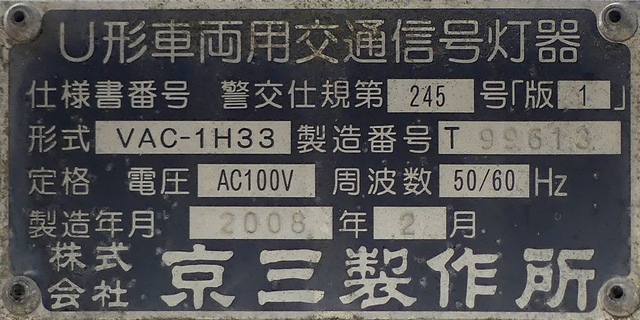 U形車両用交通信号灯器
仕様書番号 警交仕規第 245 号「版 1 」
形式 VAC-1H33 製造番号 T 99613
定格 電圧 AC100V 周波数 50/60 Hz
製造年月 2008 年 2 月
株式会社 京三製作所